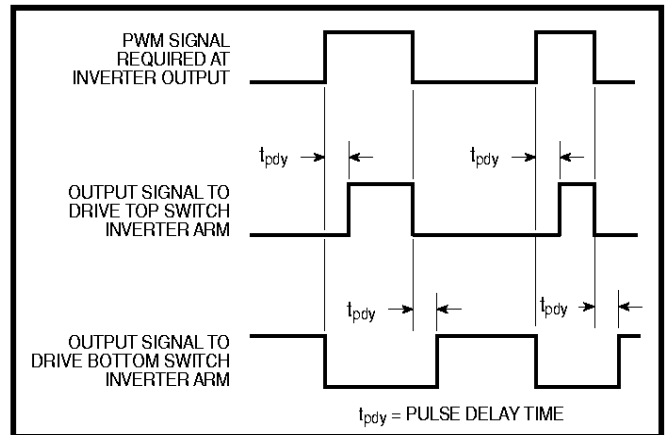 PWM SIGNAL
REQUIRED AT
INVERTER OUTPUT
tpdy
tpdy
OUTPUT SIGNAL TO
DRIVE TOP SWITCH
INVERTER ARM
tpdy
tpdy
OUTPUT SIGNAL TO
DRIVE BOTTOM SWITCH
INVERTER ARM
tpdy = PULSE DELAY TIME